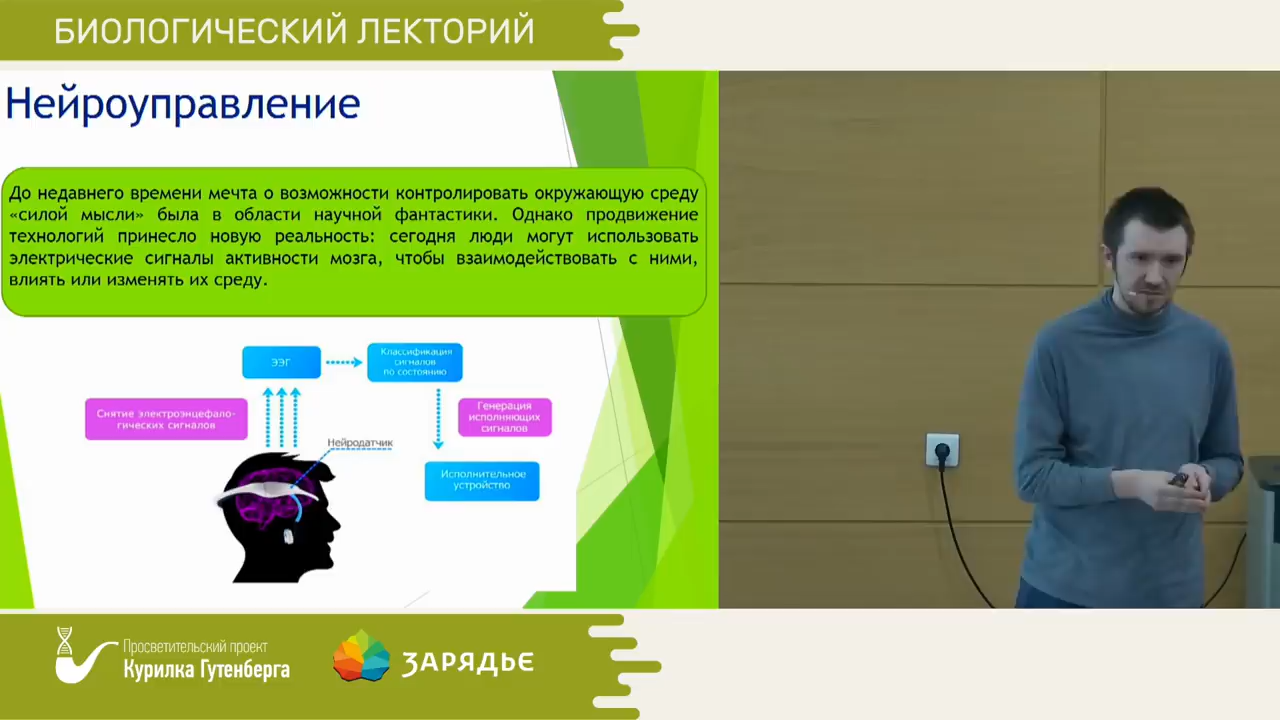 БИОЛОГИЧЕСКИЙ ЛЕКТОРИЙ
Нейроуправление
До недавнего времени мечта о возможности контролировать окружающую среду
«силой мысли» была в области научной фантастики. Однако продвижение
технологий принесло новую реальность: сегодня люди могут использовать
электрические сигналы активности мозга, чтобы взаимодействовать с ними,
влиять или изменять их среду.
ЭЭГ
Классификация
сигналов
по состоянию
Снятие электроэнцефало-
гических сигналов
Генерация
исполняющих
сигналов
Нейродатчик
Исполнительное
устройство
Просветительский проект
Курилка Гутенберга
ЗАРЯДЬЕ